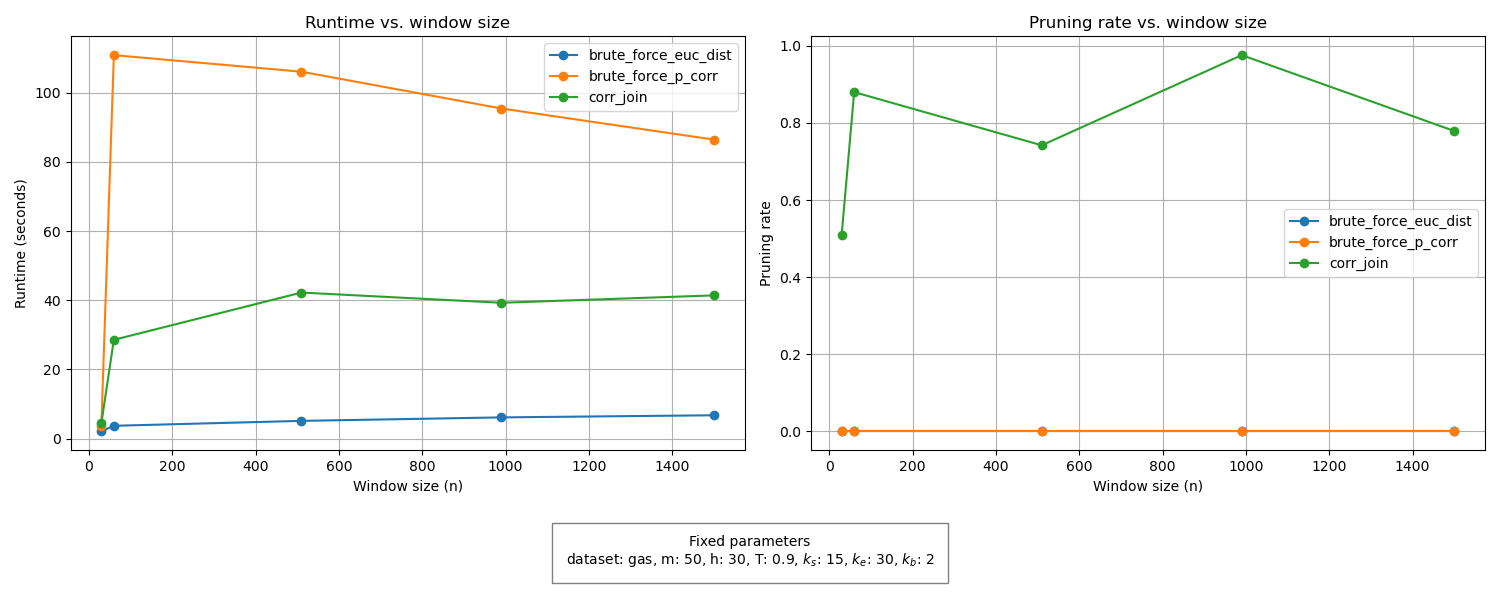 Runtime vs. window size
Runtime (seconds)
100
80
60
40
20
0
brute_force_euc_dist
brute_force_p_corr
corr_join
0 200 400 600 800 1000 1200 1400
Window size (n)
Pruning rate vs. window size
Pruning rate
1.0
0.8
0.6
0.4
0.2
0.0
brute_force_euc_dist
brute_force_p_corr
corr_join
0 200 400 600 800 1000 1200 1400
Window size (n)
Fixed parameters
dataset: gas, m: 50, h: 30, T: 0.9, k_s: 15, k_e: 30, k_b: 2